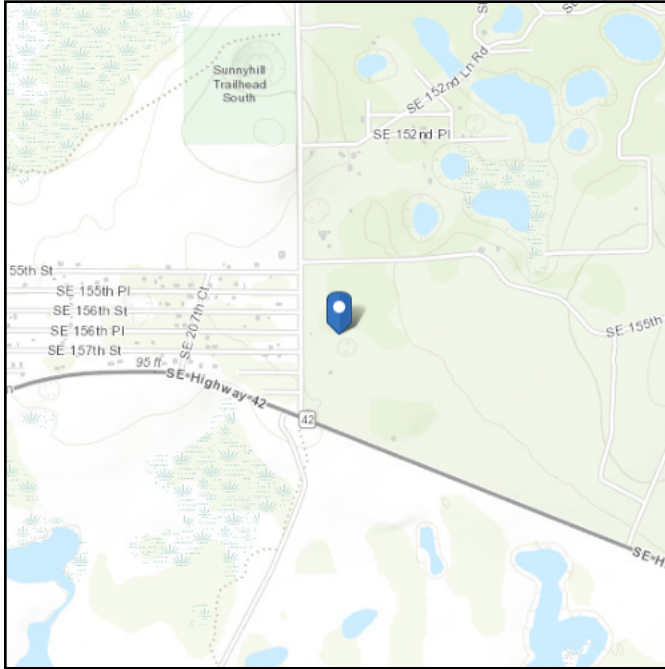 Sunnyhill
Trailhead
South
SE 152nd Ln Rd
SE 152nd Pl
55th St
SE 155th Pl
SE 156th St
SE 156th Pl
SE 157th St
SE 207th Ct
SE 155th
95 ft
SE Highway 42
42
SE H